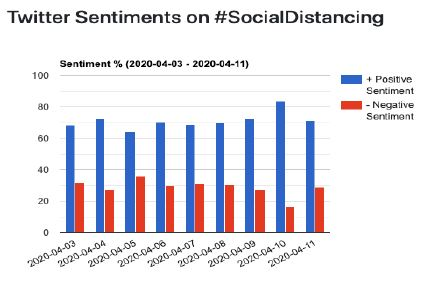 Twitter Sentiments on #SocialDistancing
Sentiment % (2020-04-03 - 2020-04-11)
100
80
60
40
20
0
+ Positive
Sentiment
- Negative
Sentiment
2020-04-03
2020-04-04
2020-04-05
2020-04-06
2020-04-07
2020-04-08
2020-04-09
2020-04-10
2020-04-11